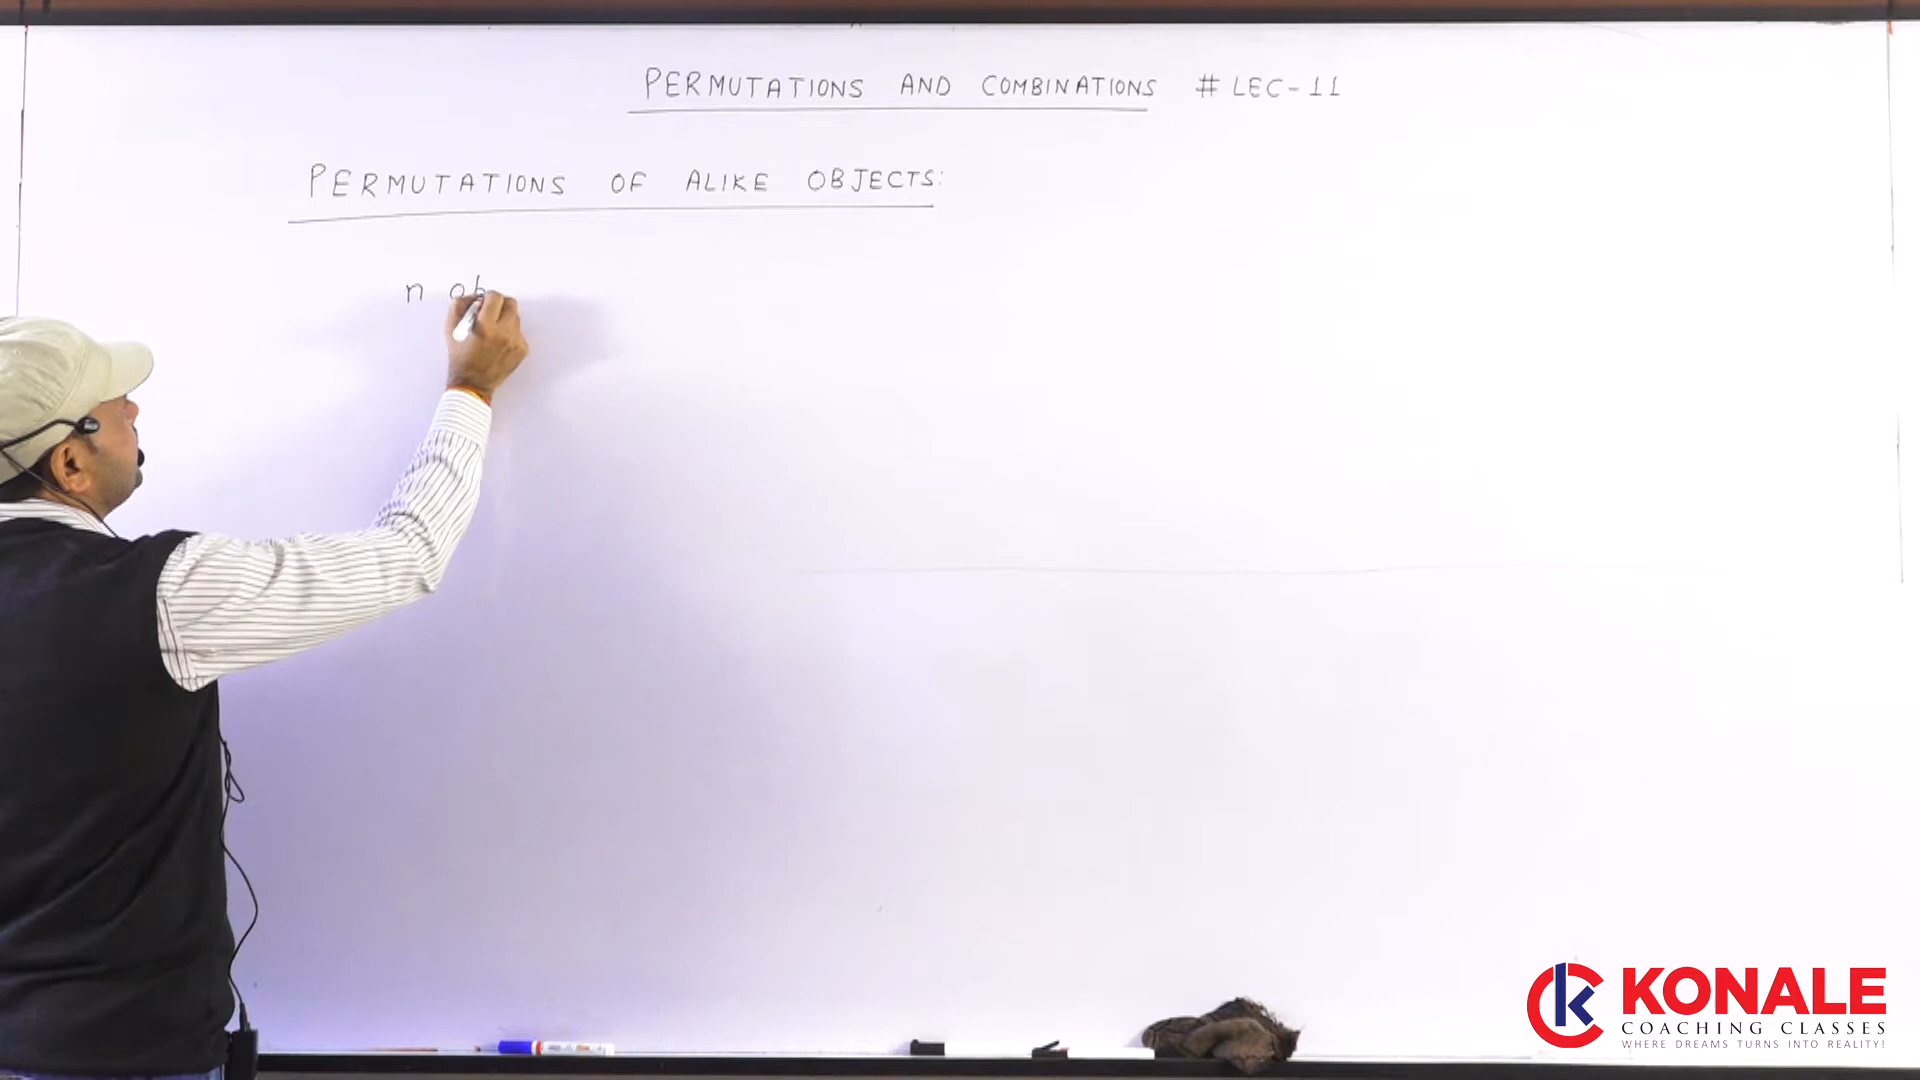 PERMUTATIONS AND COMBINATIONS # LEC-11
PERMUTATIONS OF ALIKE OBJECTS:
n ob
KONALE
COACHING CLASSES
WHERE DREAMS TURNS INTO REALITY!